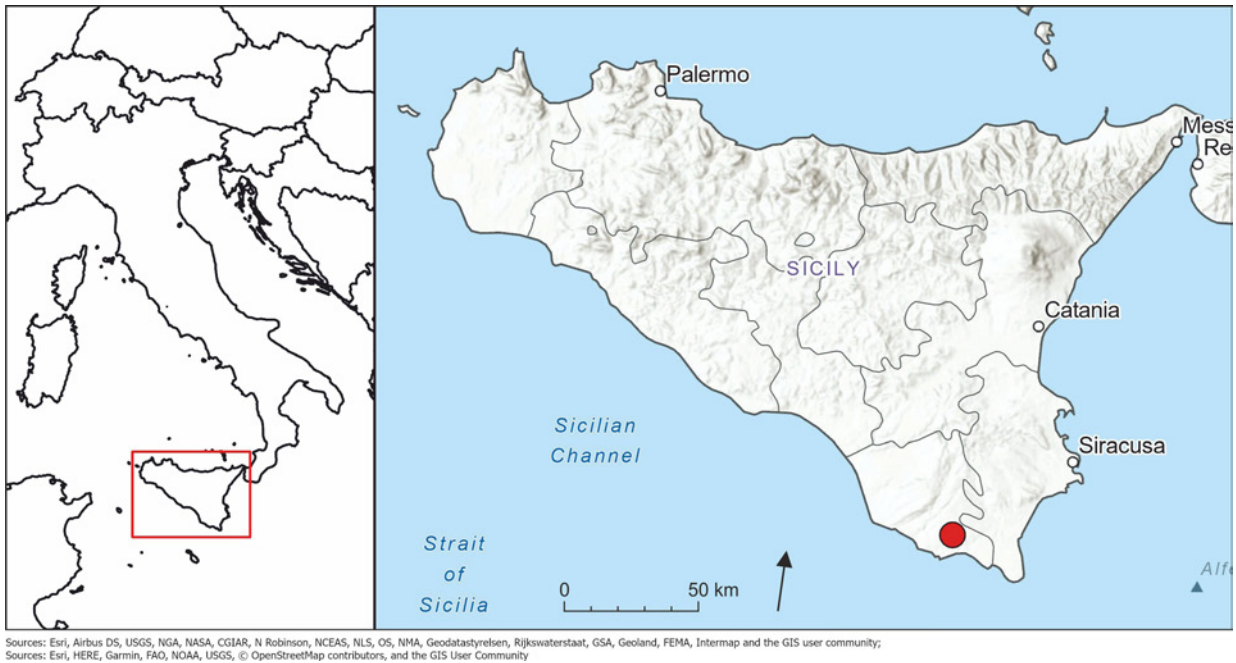 Palermo
Mess
Re
SICILY
Catania
Sicilian
Channel
Siracusa
Strait
of
Sicilia
0 50 km
Alfe
Sources: Esri, Airbus DS, USGS, NGA, NASA, CGIAR, N Robinson, NCEAS, NLS, OS, NMA, Geodatastyrelsen, Rijkswaterstaat, GSA, Geoland, FEMA, Intermap and the GIS user community;
Sources: Esri, HERE, Garmin, FAO, NOAA, USGS, © OpenStreetMap contributors, and the GIS User Community